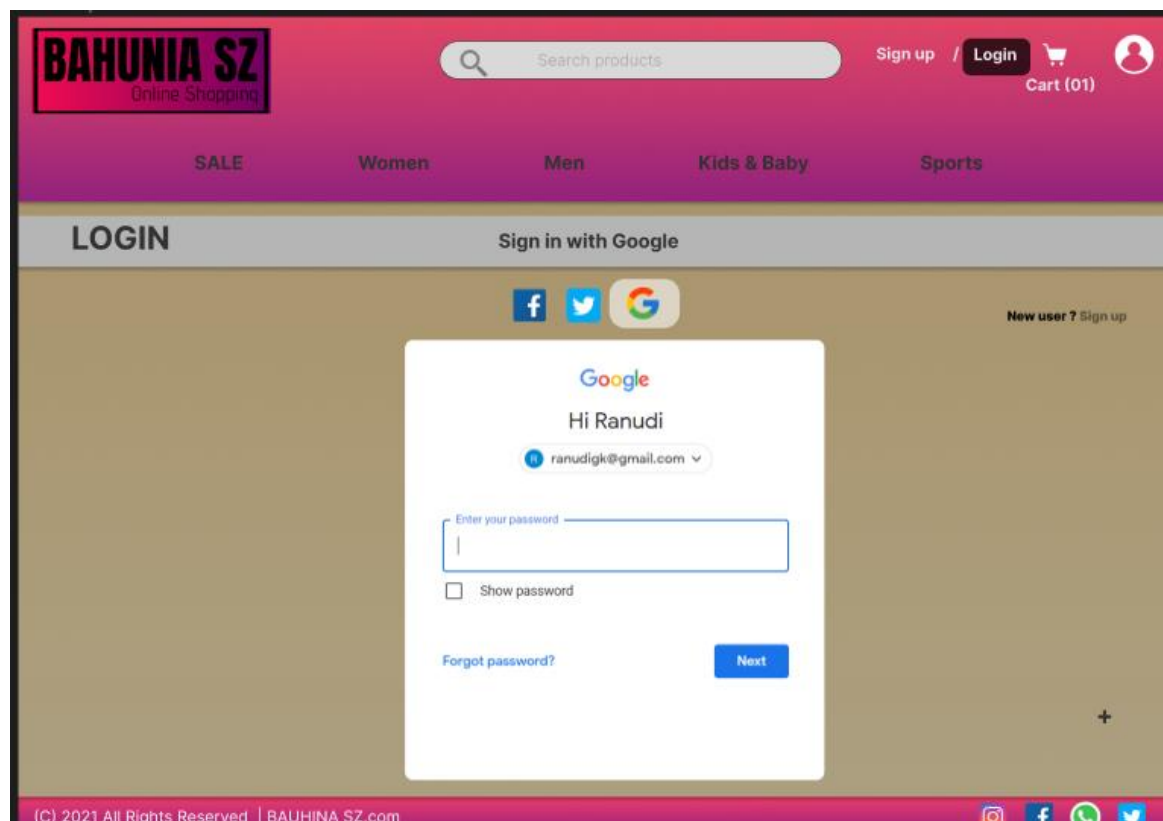 BAHUNIA SZ
Online Shopping
Search products
Sign up / Login
Cart (01)
SALE Women Men Kids & Baby Sports
LOGIN Sign in with Google
New user ? Sign up
Google
Hi Ranudi
R ranudigk@gmail.com
Enter your password
Show password
Forgot password? Next
(C) 2021 All Rights Reserved | BAUHINA SZ.com